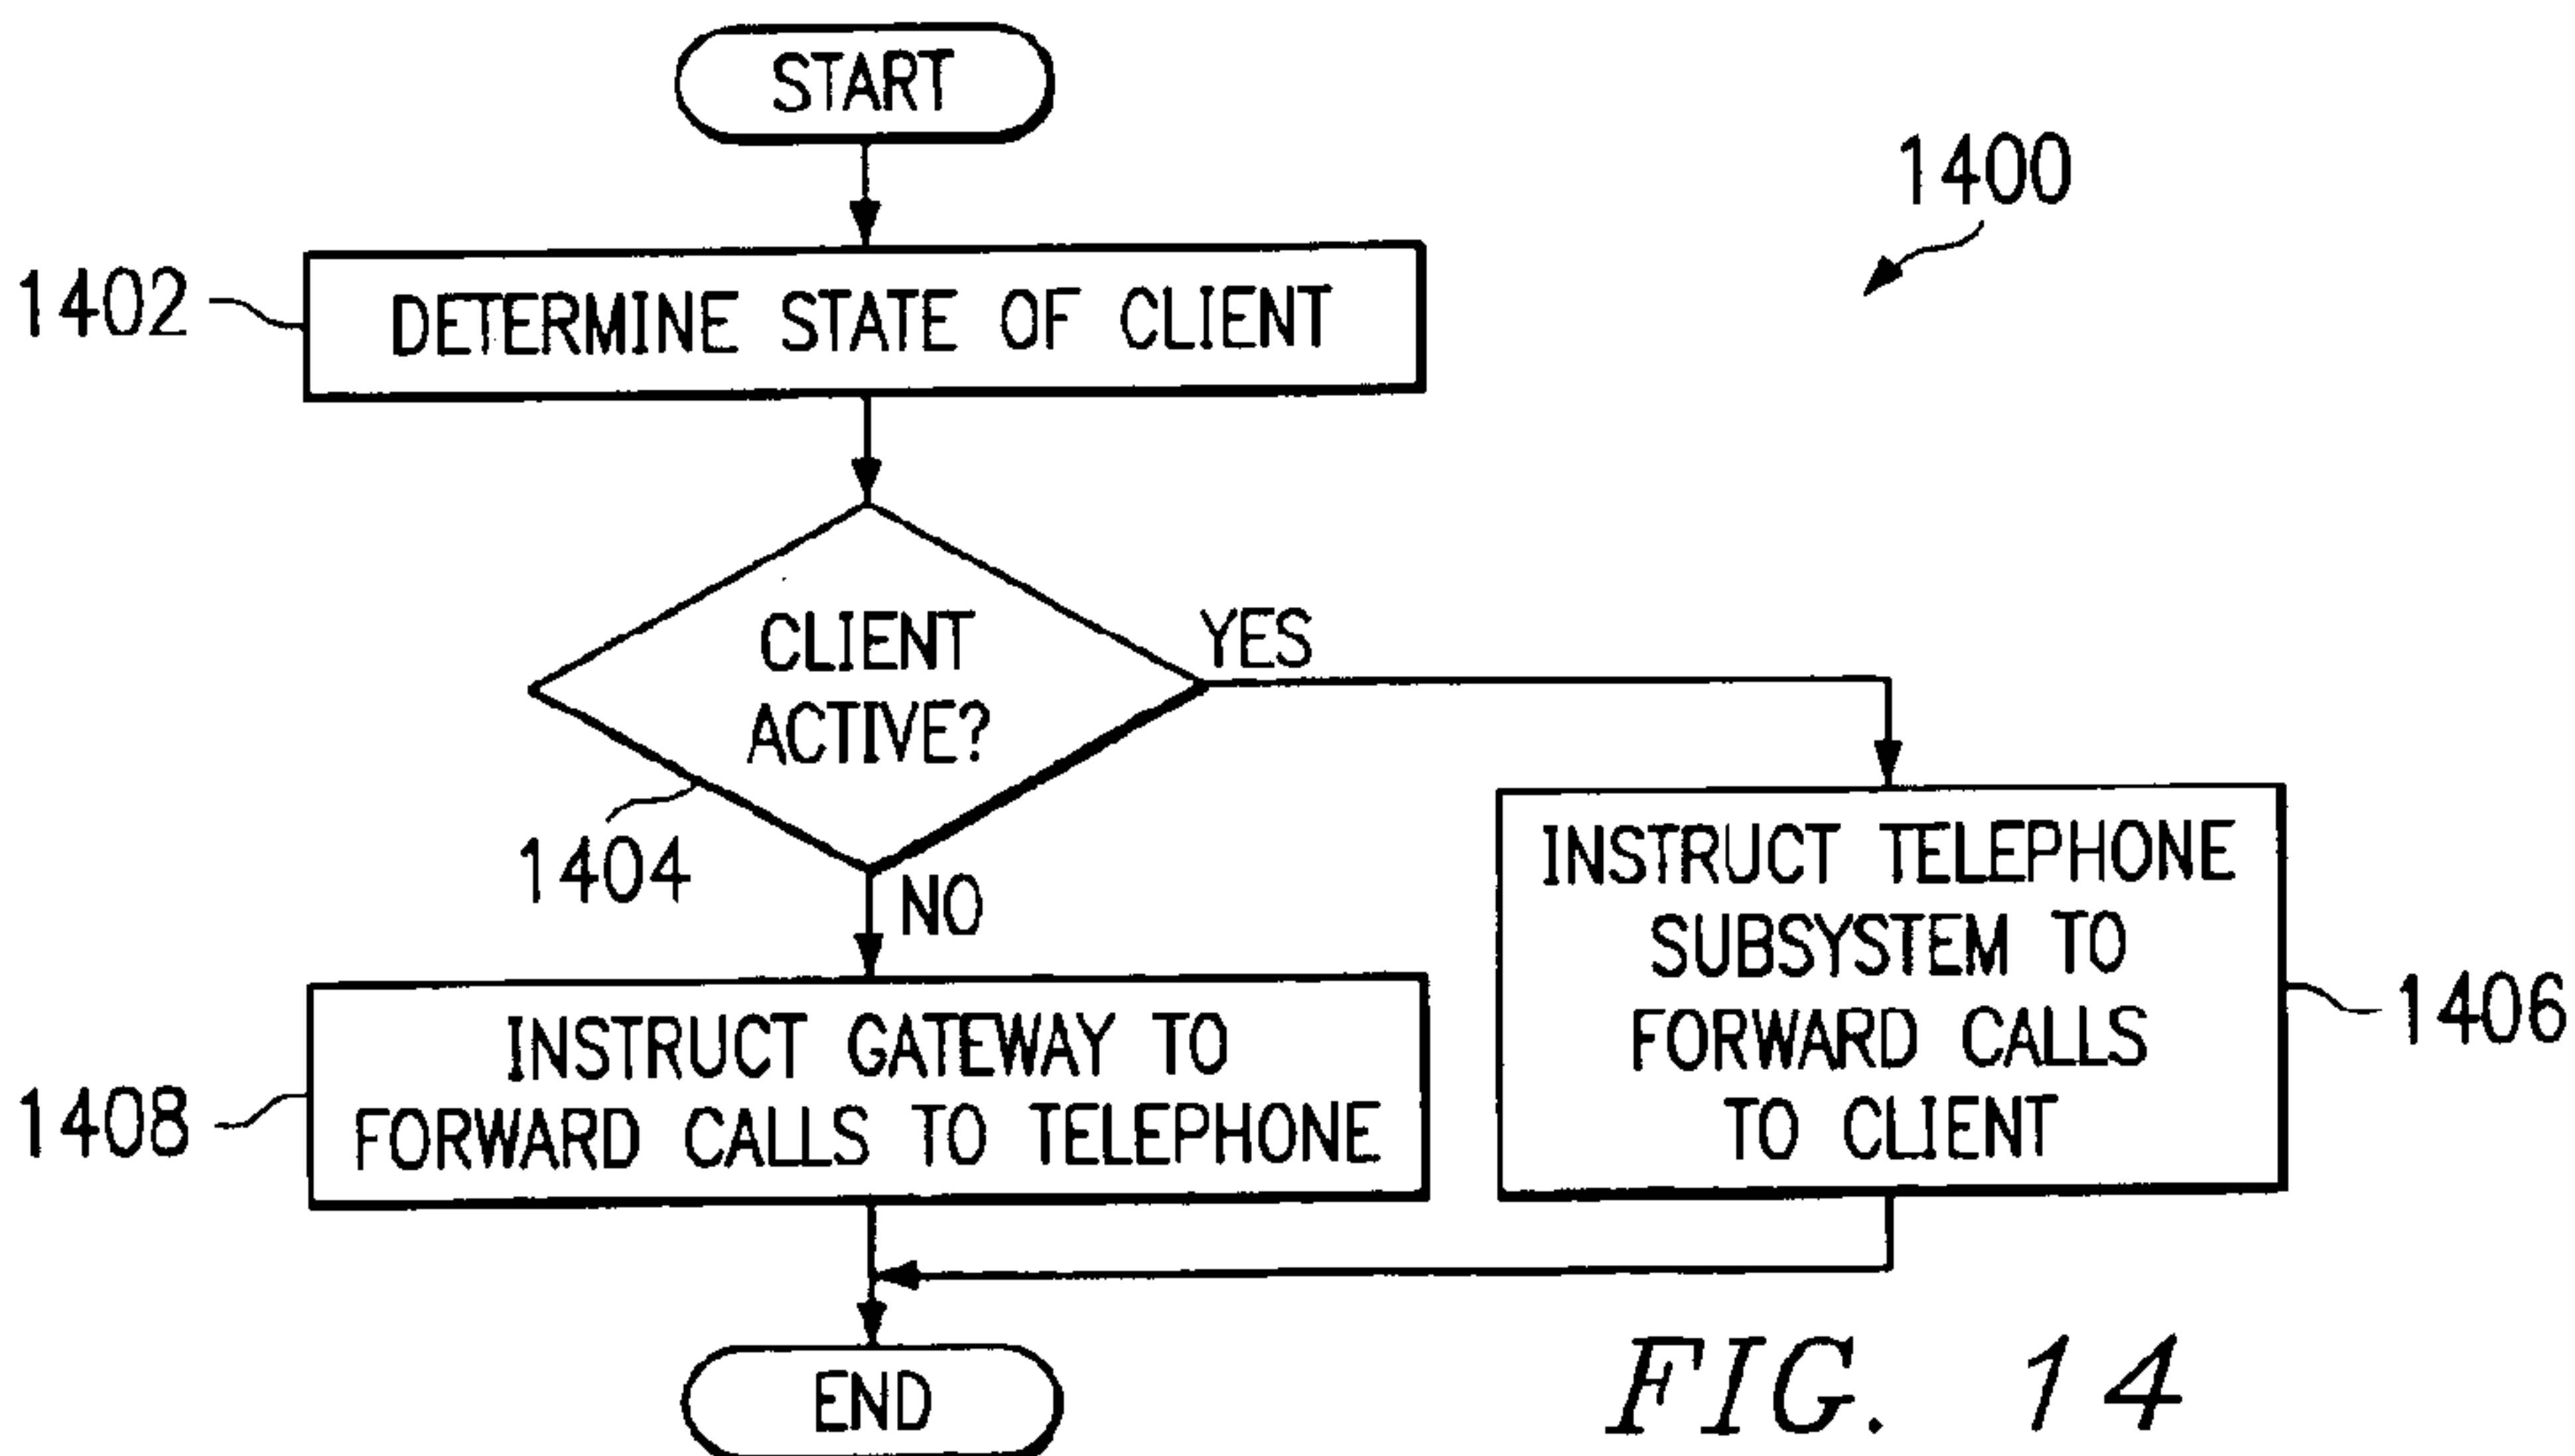 START
1400
1402
DETERMINE STATE OF CLIENT
CLIENT
ACTIVE?
YES
1404
NO
INSTRUCT TELEPHONE
SUBSYSTEM TO
FORWARD CALLS
TO CLIENT
1406
1408
INSTRUCT GATEWAY TO
FORWARD CALLS TO TELEPHONE
END
FIG. 14